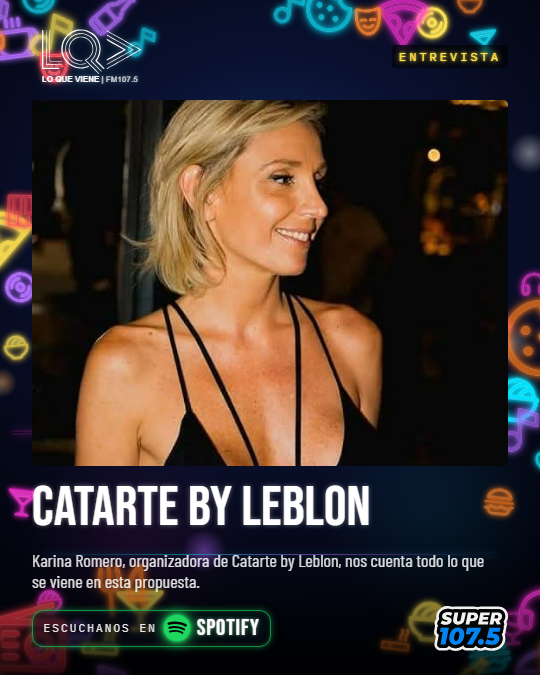 LQ
LO QUE VIENE | FM107.5
ENTREVISTA
CATARTE BY LEBLON
Karina Romero, organizadora de Catarte by Leblon, nos cuenta todo lo que
se viene en esta propuesta.
ESCUCHANOS EN SPOTIFY
SUPER
107.5